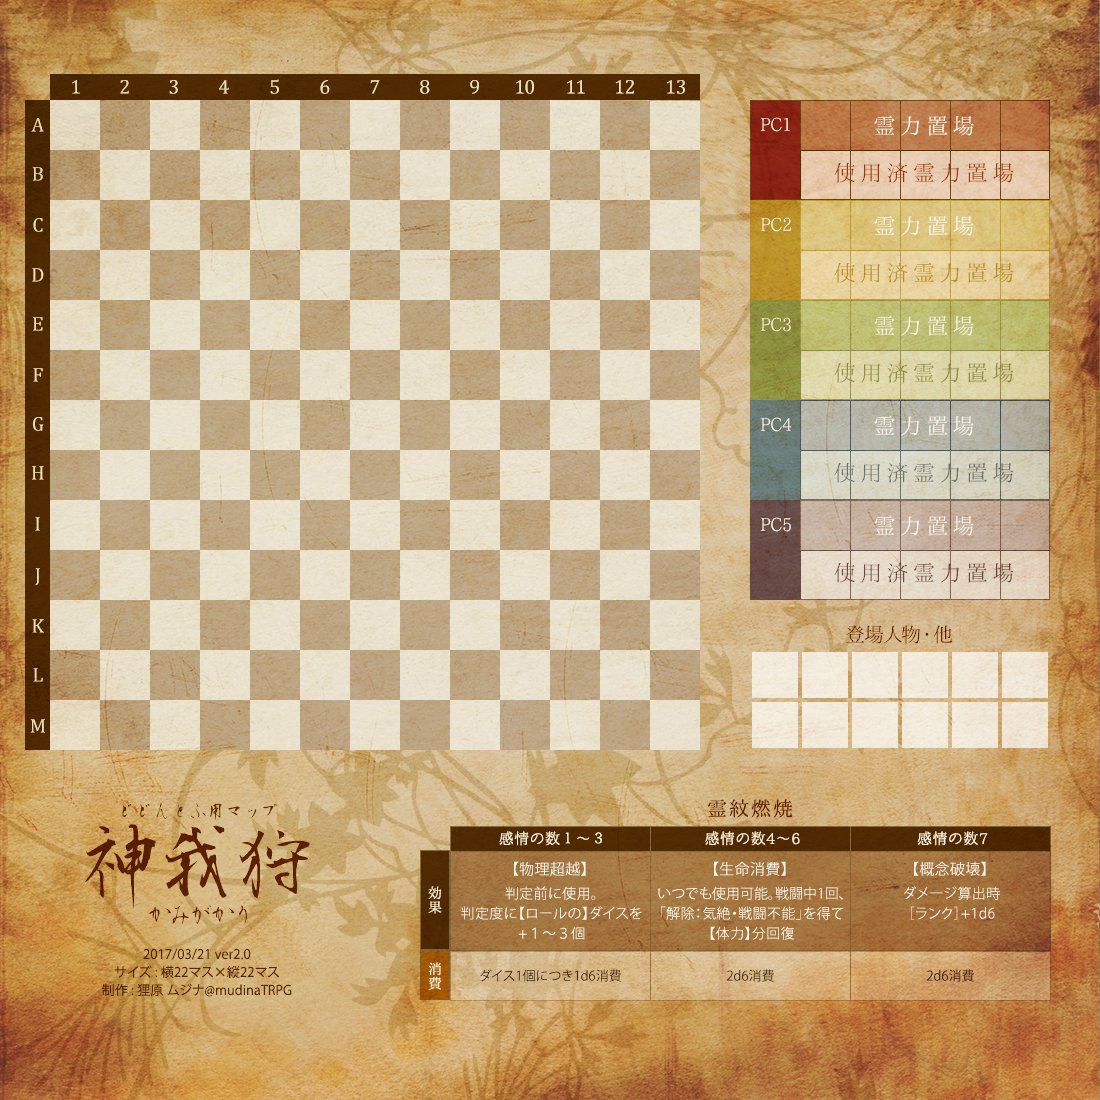 1 2 3 4 5 6 7 8 9 10 11 12 13
A
B
C
D
E
F
G
H
I
J
K
L
M
PC1
霊力置場
使用済霊力置場
PC2
霊力置場
使用済霊力置場
PC3
霊力置場
使用済霊力置場
PC4
霊力置場
使用済霊力置場
PC5
霊力置場
使用済霊力置場
登場人物・他
どどんとふ用マップ
神我狩
かみがかり
2017/03/21 ver2.0
サイズ : 横22マス×縦22マス
制作 : 狸原 ムジナ@mudinaTRPG
霊紋燃焼
感情の数1～3 感情の数4～6 感情の数7
効果
【物理超越】
判定前に使用。
判定度に【ロールの】ダイスを
+1～3個
【生命消費】
いつでも使用可能。戦闘中1回、
「解除：気絶・戦闘不能」を得て
【体力】分回復
【概念破壊】
ダメージ算出時
［ランク］+1d6
消費
ダイス1個につき1d6消費 2d6消費 2d6消費